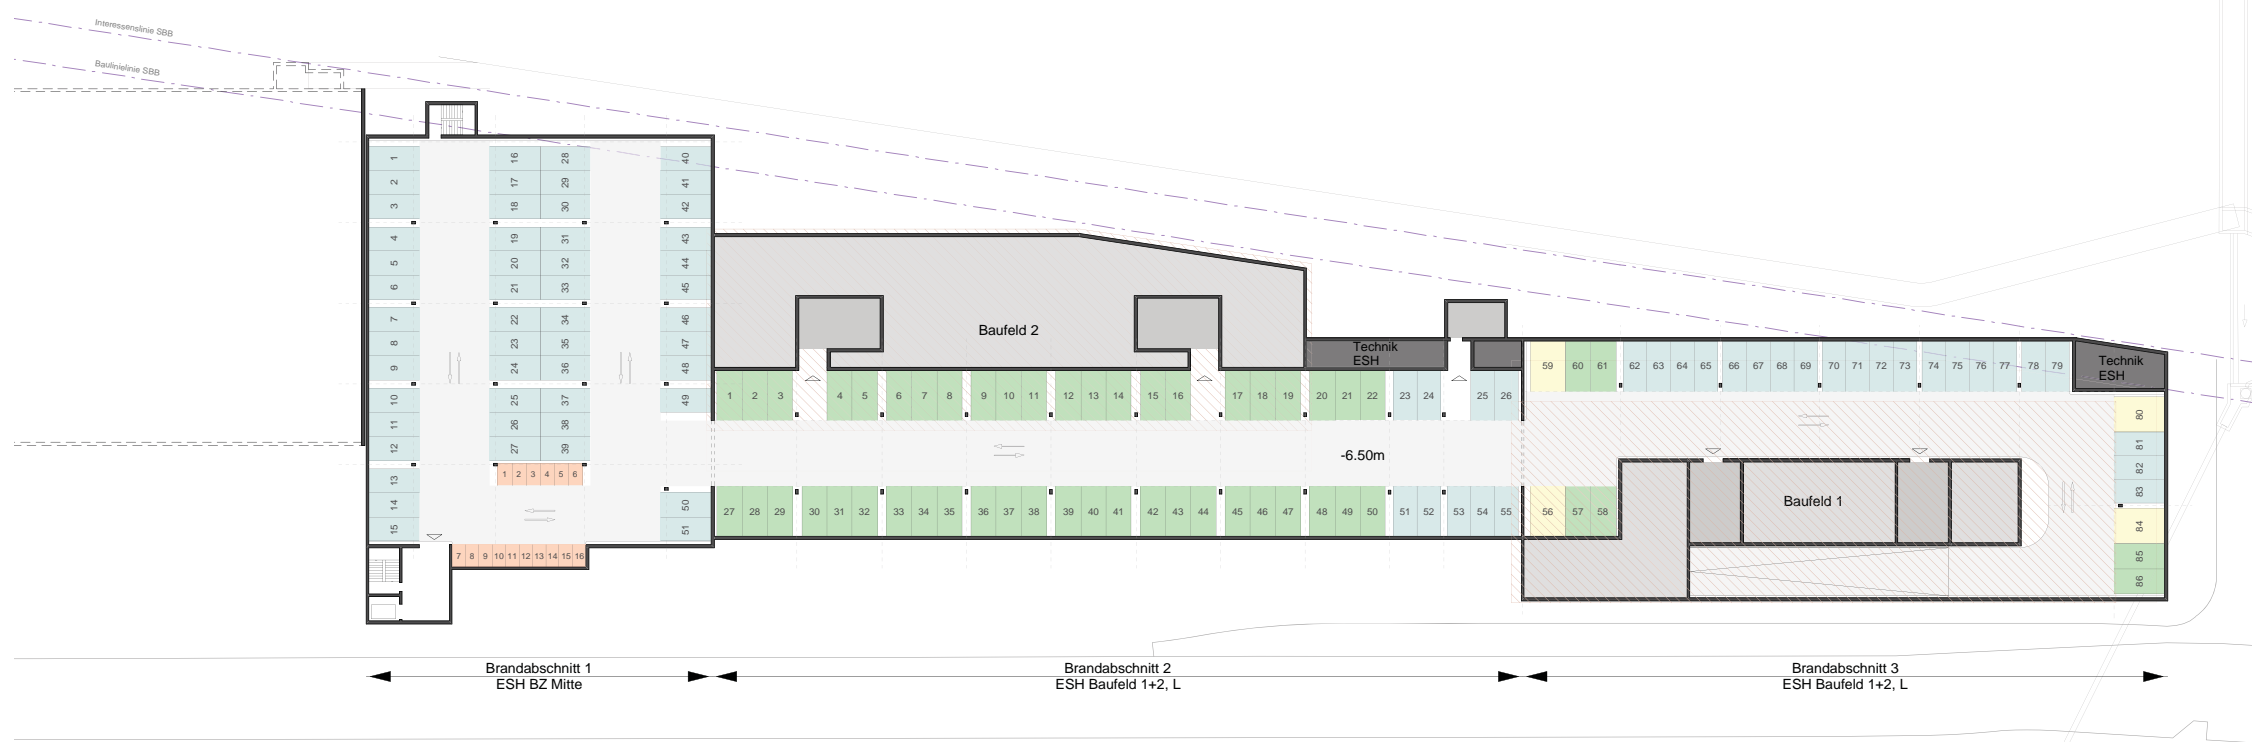 Interessenslinie SBB
Baulinielinie SBB
1 16 28 40
2 17 29 41
3 18 30 42
4 19 31 43
5 20 32 44
6 21 33 45
7 22 34 46
8 23 35 47
9 24 36 48
10 25 37 49
11 26 38
12 27 39
1 2 3 4 5 6
13
14 50
15 51
7 8 9 10 11 12 13 14 15 16
Baufeld 2
Technik
ESH
1 2 3 4 5 6 7 8 9 10 11 12 13 14 15 16 17 18 19 20 21 22 23 24 25 26
-6.50m
27 28 29 30 31 32 33 34 35 36 37 38 39 40 41 42 43 44 45 46 47 48 49 50 51 52 53 54 55
59 60 61 62 63 64 65 66 67 68 69 70 71 72 73 74 75 76 77 78 79
Technik
ESH
56 57 58
Baufeld 1
80
81
82
83
84
85
86
Brandabschnitt 1
ESH BZ Mitte
Brandabschnitt 2
ESH Baufeld 1+2, L
Brandabschnitt 3
ESH Baufeld 1+2, L